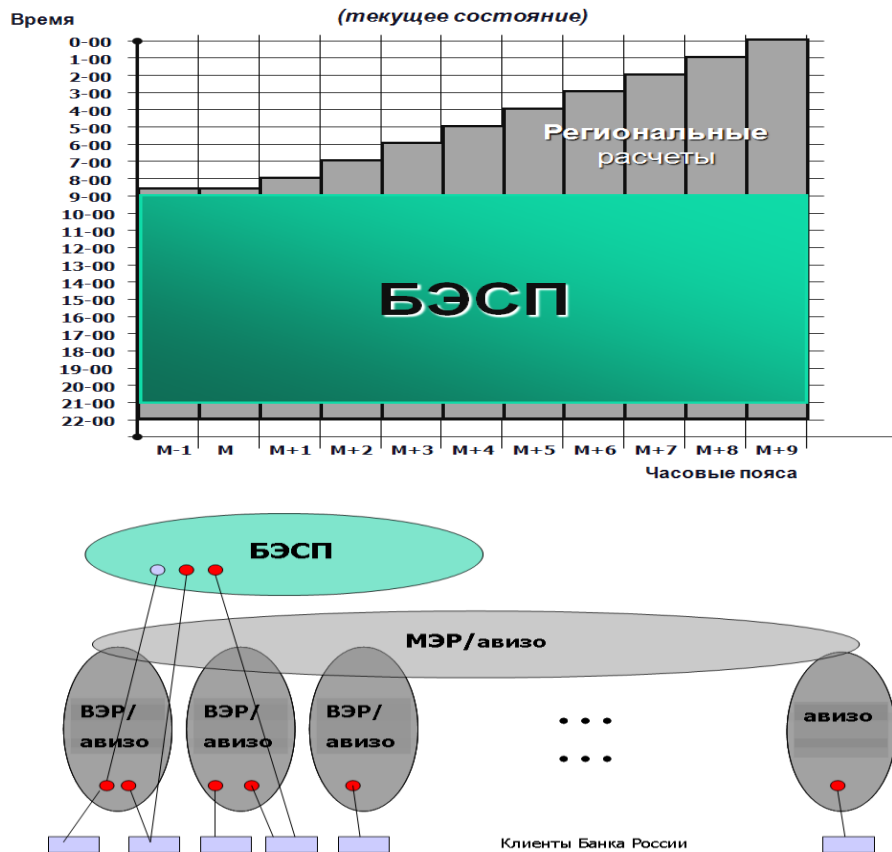 Время
(текущее состояние)
0-00
1-00
2-00
3-00
4-00
5-00
6-00
7-00
8-00
9-00
10-00
11-00
12-00
13-00
14-00
15-00
16-00
17-00
18-00
19-00
20-00
21-00
22-00
Региональные
расчеты
БЭСП
М-1 М М+1 М+2 М+3 М+4 М+5 М+6 М+7 М+8 М+9
Часовые пояса
БЭСП
МЭР/авизо
ВЭР/
авизо
ВЭР/
авизо
ВЭР/
авизо
авизо
Клиенты Банка России